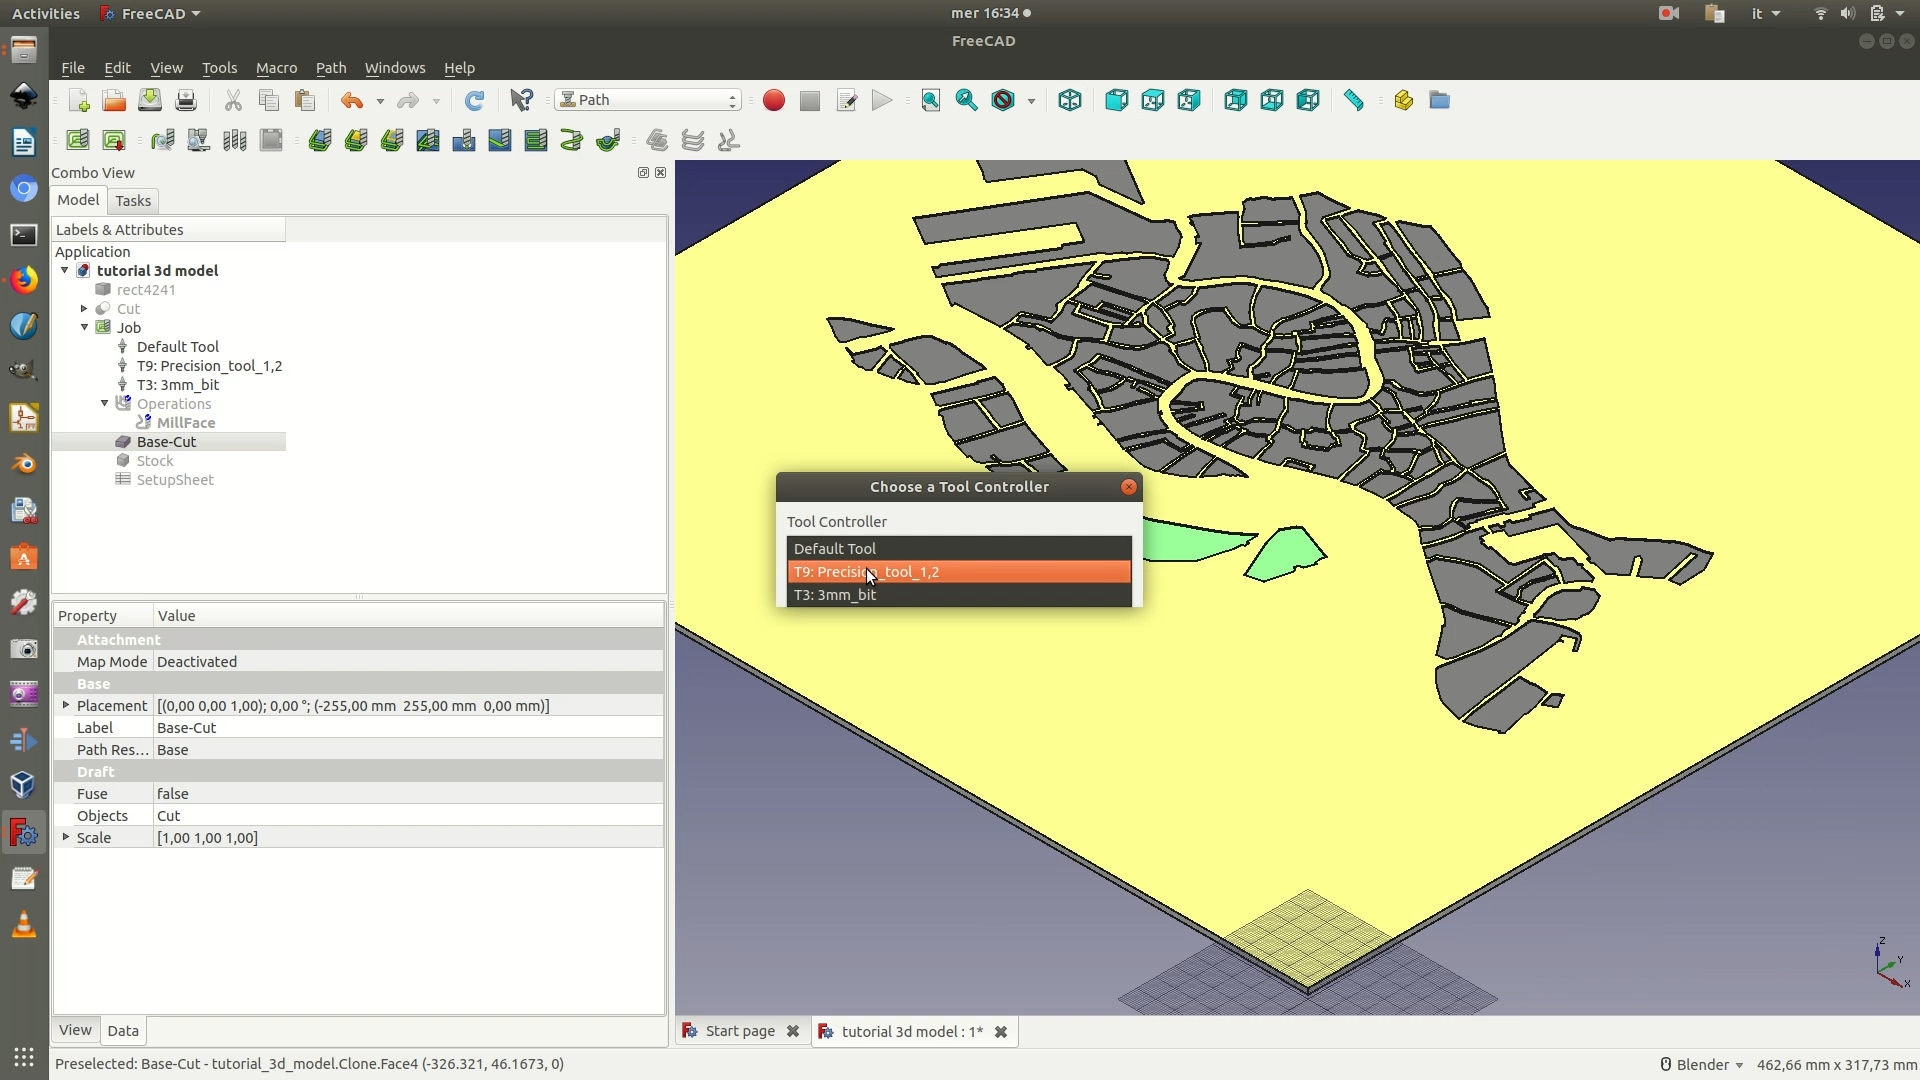 Activities FreeCAD mer 16:34 it
FreeCAD
File Edit View Tools Macro Path Windows Help
Path
Combo View
Model Tasks
Labels & Attributes
Application
tutorial 3d model
rect4241
Cut
Job
Default Tool
T9: Precision_tool_1,2
T3: 3mm_bit
Operations
MillFace
Base-Cut
Stock
SetupSheet
Choose a Tool Controller
Tool Controller
Default Tool
T9: Precision_tool_1,2
T3: 3mm_bit
Property Value
Attachment
Map Mode Deactivated
Base
Placement [(0,00 0,00 1,00); 0,00 °; (-255,00 mm 255,00 mm 0,00 mm)]
Label Base-Cut
Path Res... Base
Draft
Fuse false
Objects Cut
Scale [1,00 1,00 1,00]
Z
Y
X
View Data
Start page tutorial 3d model : 1*
Preselected: Base-Cut - tutorial_3d_model.Clone.Face4 (-326.321, 46.1673, 0) Blender 462,66 mm x 317,73 mm